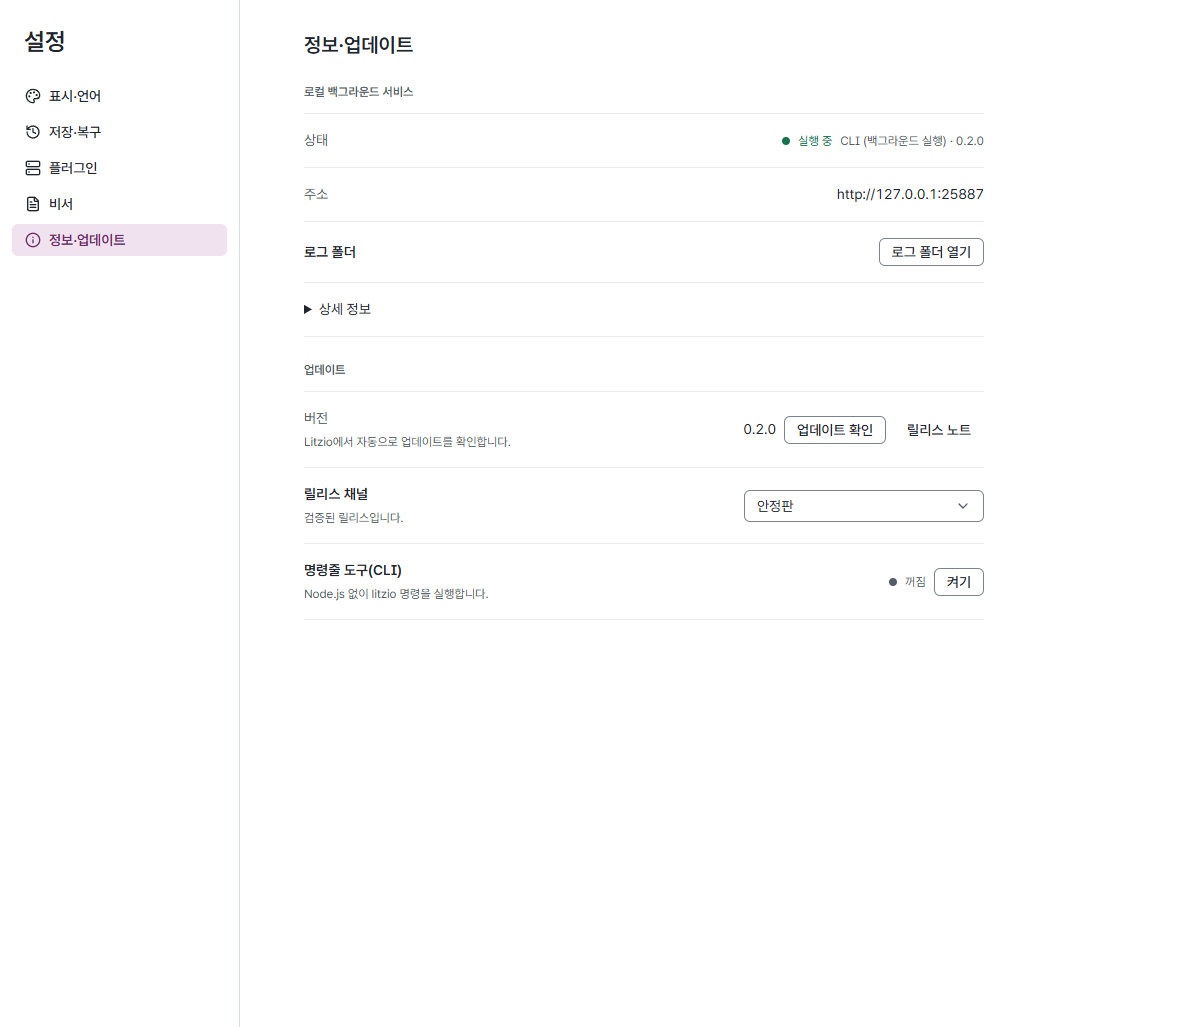 설정
표시·언어
저장·복구
플러그인
비서
정보·업데이트
정보·업데이트
로컬 백그라운드 서비스
상태
실행 중 CLI (백그라운드 실행) · 0.2.0
주소
http://127.0.0.1:25887
로그 폴더
로그 폴더 열기
상세 정보
업데이트
버전
Litzio에서 자동으로 업데이트를 확인합니다.
0.2.0 업데이트 확인 릴리스 노트
릴리스 채널
검증된 릴리스입니다.
안정판
명령줄 도구(CLI)
Node.js 없이 litzio 명령을 실행합니다.
꺼짐 켜기